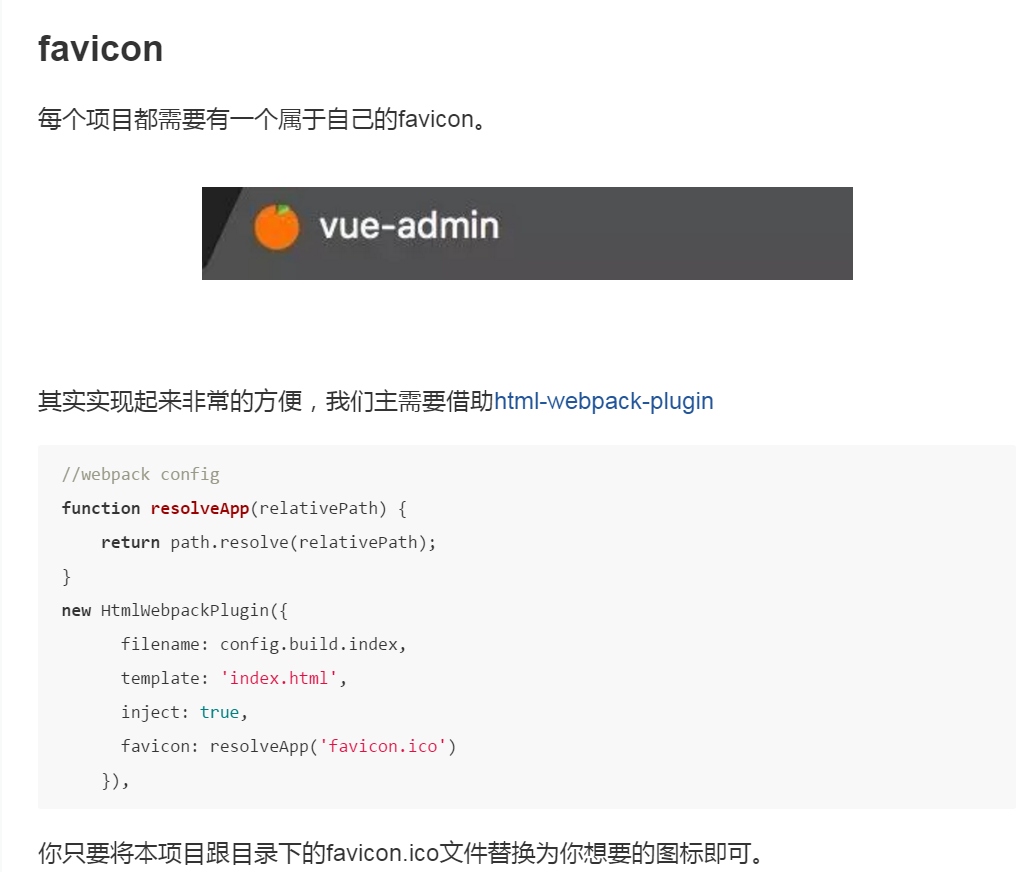 favicon
每个项目都需要有一个属于自己的favicon。
vue-admin
其实实现起来非常的方便，我们主需要借助html-webpack-plugin
//webpack config
function resolveApp(relativePath) {
    return path.resolve(relativePath);
}
new HtmlWebpackPlugin({
      filename: config.build.index,
      template: 'index.html',
      inject: true,
      favicon: resolveApp('favicon.ico')
    }),
你只要将本项目跟目录下的favicon.ico文件替换为你想要的图标即可。